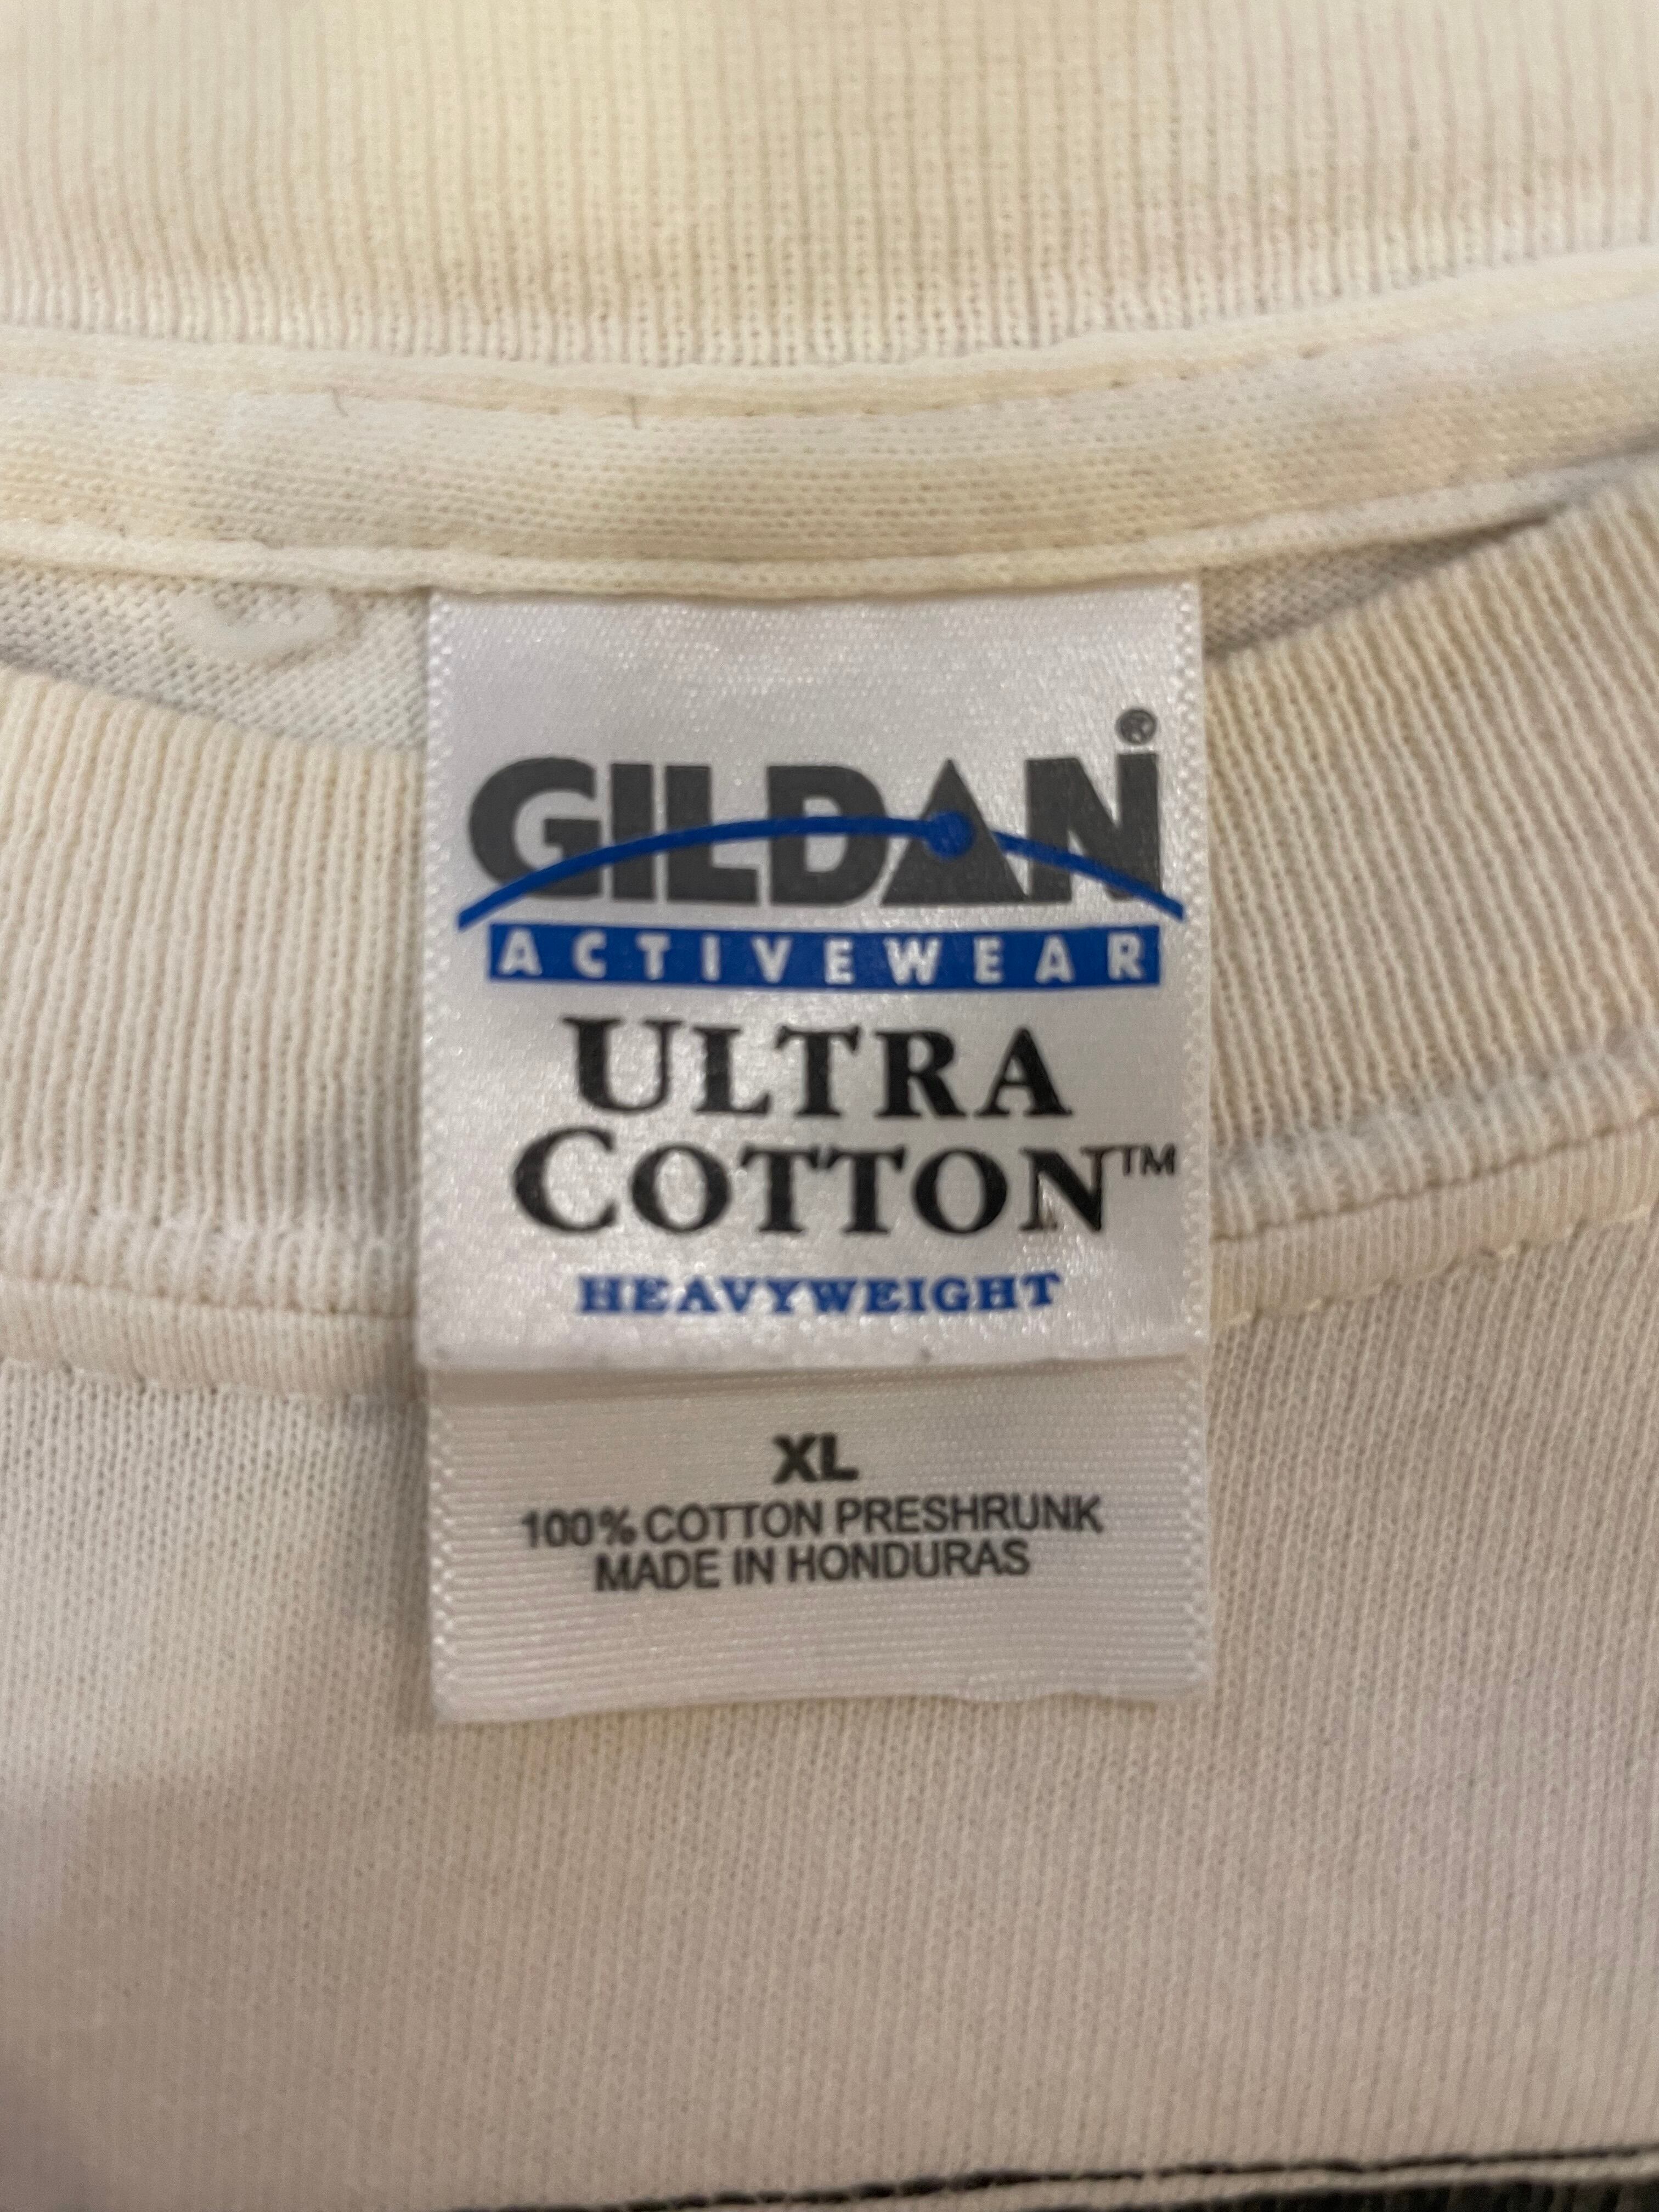 GILDAN®
ACTIVEWEAR
ULTRA
COTTON™
HEAVYWEIGHT
XL
100% COTTON PRESHRUNK
MADE IN HONDURAS